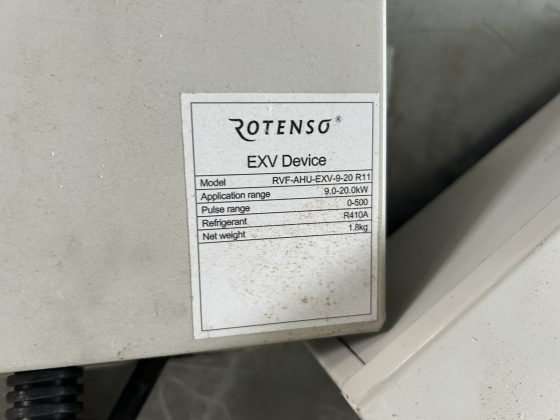 ROTENSO®
EXV Device
Model RVF-AHU-EXV-9-20 R11
Application range 9.0-20.0kW
Pulse range 0-500
Refrigerant R410A
Net weight 1.8kg